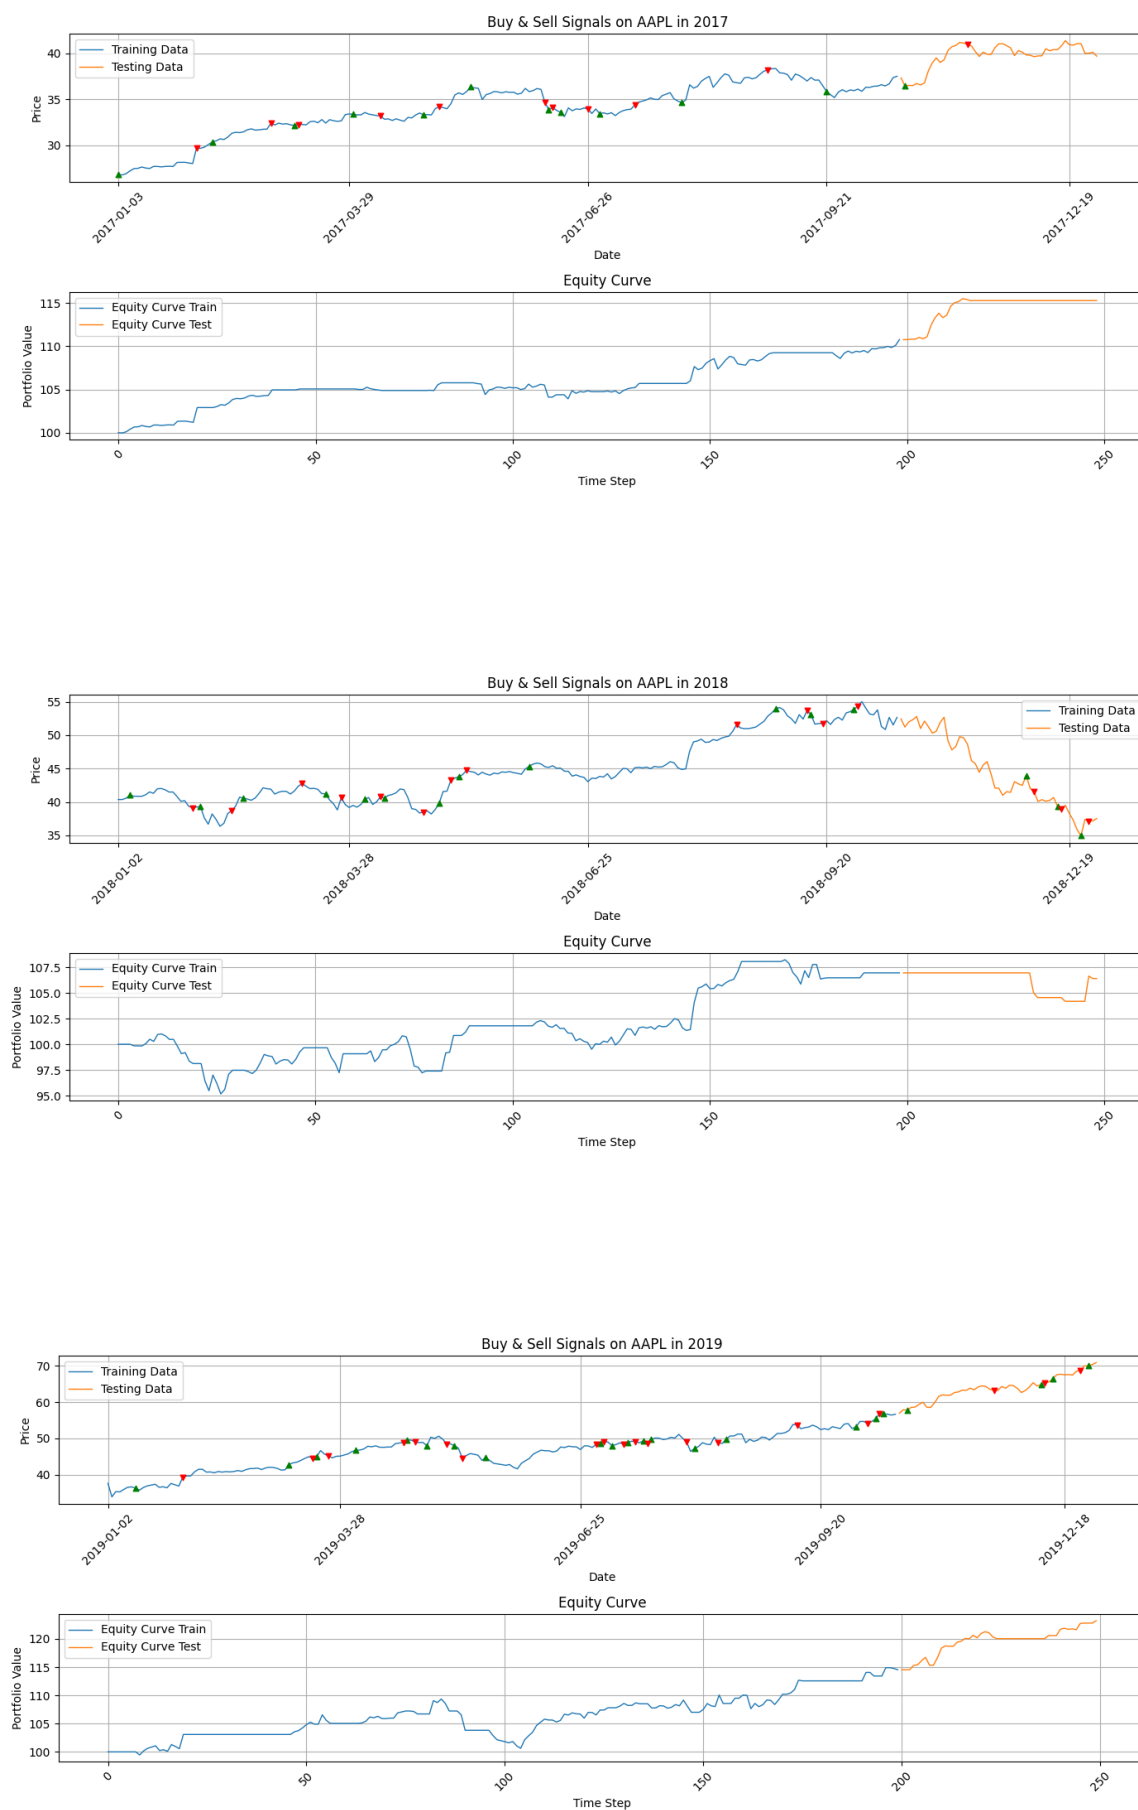 Buy & Sell Signals on AAPL in 2017
Training Data
Testing Data
Price
40
35
30
2017-01-03
2017-03-29
2017-06-26
2017-09-21
2017-12-19
Date
Equity Curve
Equity Curve Train
Equity Curve Test
Portfolio Value
115
110
105
100
0
50
100
150
200
250
Time Step
Buy & Sell Signals on AAPL in 2018
Training Data
Testing Data
Price
55
50
45
40
35
2018-01-02
2018-03-28
2018-06-25
2018-09-20
2018-12-19
Date
Equity Curve
Equity Curve Train
Equity Curve Test
Portfolio Value
107.5
105.0
102.5
100.0
97.5
95.0
0
50
100
150
200
250
Time Step
Buy & Sell Signals on AAPL in 2019
Training Data
Testing Data
Price
70
60
50
40
2019-01-02
2019-03-28
2019-06-25
2019-09-20
2019-12-18
Date
Equity Curve
Equity Curve Train
Equity Curve Test
Portfolio Value
120
115
110
105
100
0
50
100
150
200
250
Time Step